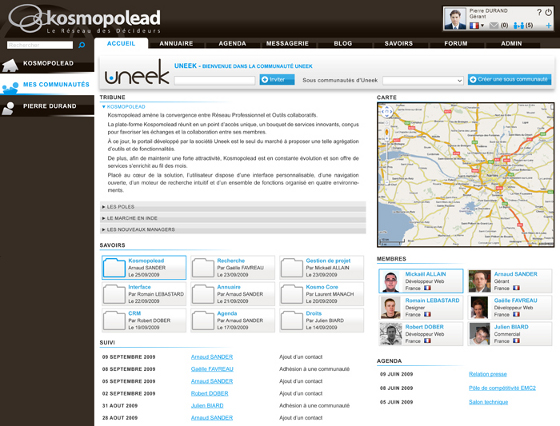 kosmopolead
Le Réseau des Décideurs
Pierre DURAND
Gérant
(0)
(5)
Rechercher
ACCUEIL
ANNUAIRE
AGENDA
MESSAGERIE
BLOG
SAVOIRS
FORUM
ADMIN
KOSMOPOLEAD
MES COMMUNAUTÉS
PIERRE DURAND
uneek
UNEEK - BIENVENUE DANS LA COMMUNAUTÉ UNEEK
Inviter
Sous communautés d'Uneek
Créer une sous communauté
TRIBUNE
KOSMOPOLEAD
Kosmopolead amène la convergence entre Réseau Professionnel et Outils collaboratifs.
La plate-forme Kosmopolead réunit en un point d'accès unique, un bouquet de services innovants, conçus
pour favoriser les échanges et la collaboration entre ses membres.
À ce jour, le portail développé par la société Uneek est le seul du marché à proposer une telle agrégation
d'outils et de fonctionnalités.
De plus, afin de maintenir une forte attractivité, Kosmopolead est en constante évolution et son offre de
services s'enrichit au fil des mois.
Placé au cœur de la solution, l'utilisateur dispose d'une interface personnalisable, d'une navigation
ouverte, d'un moteur de recherche intuitif et d'un ensemble de fonctions organisé en quatre environne-
ments.
LES POLES
LE MARCHE EN INDE
LES NOUVEAUX MANAGERS
SAVOIRS
Kosmopolead
Arnaud SANDER
Le 25/09/2009
Recherche
Par Gaëlle FAVREAU
Le 23/09/2009
Gestion de projet
Par Mickaël ALLAIN
Le 23/09/2009
Interface
Par Romain LEBASTARD
Le 22/09/2009
Annuaire
Par Arnaud SANDER
Le 21/09/2009
Kosmo Core
Par Laurent MANACH
Le 20/09/2009
CRM
Par Robert DOBER
Le 19/09/2009
Agenda
Par Arnaud SANDER
Le 17/09/2009
Droits
Par Julien BIARD
Le 14/09/2009
SUIVI
09 SEPTEMBRE 2009 Arnaud SANDER Ajout d'un contact
08 SEPTEMBRE 2009 Gaëlle FAVREAU Adhésion à une communauté
05 SEPTEMBRE 2009 Arnaud SANDER Ajout d'un contact
02 SEPTEMBRE 2009 Robert DOBER Ajout d'un contact
31 AOUT 2009 Julien BIARD Adhésion à une communauté
28 AOUT 2009 Arnaud SANDER Ajout d'un contact
CARTE
MEMBRES
Mickaël ALLAIN
Développeur Web
France
Arnaud SANDER
Gérant
France
Romain LEBASTARD
Designer
France
Gaëlle FAVREAU
Développeur Web
France
Robert DOBER
Développeur Web
France
Julien BIARD
Commercial
France
AGENDA
09 JUIN 2009 Relation presse
08 JUIN 2009 Pôle de compétitivité EMC2
05 JUIN 2009 Salon technique